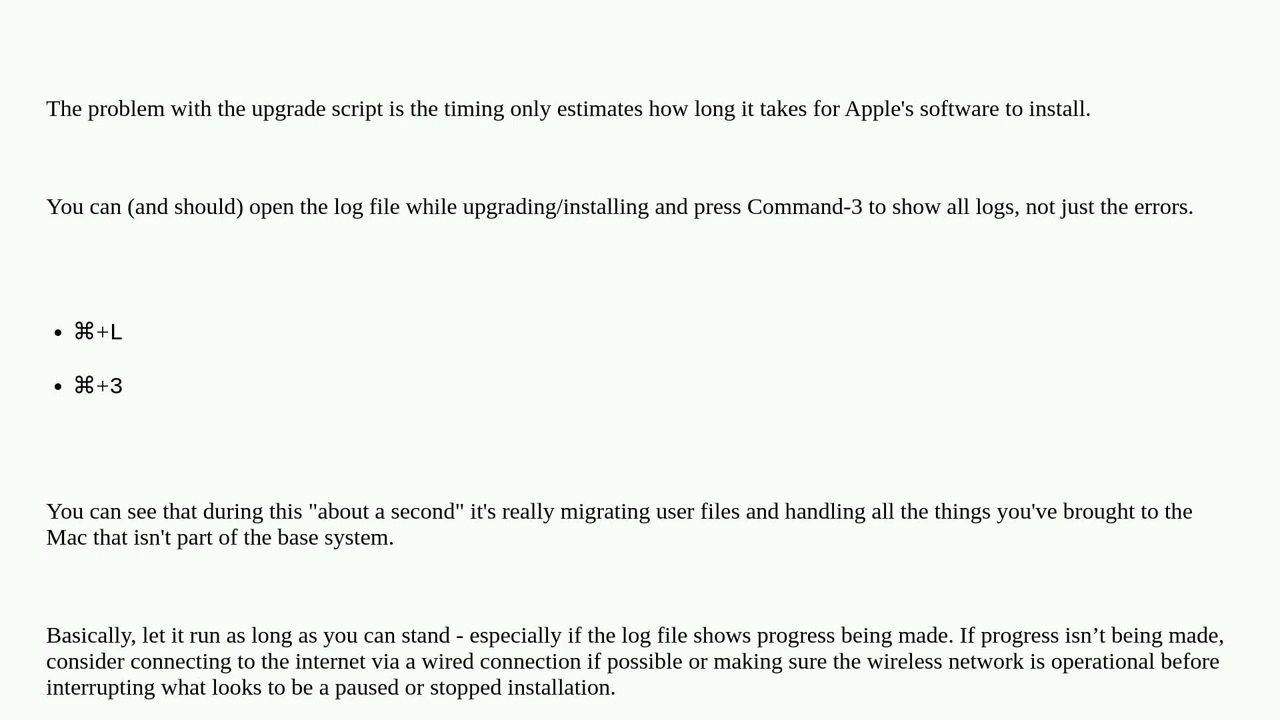 The problem with the upgrade script is the timing only estimates how long it takes for Apple's software to install.
You can (and should) open the log file while upgrading/installing and press Command-3 to show all logs, not just the errors.
• ⌘+L
• ⌘+3
You can see that during this "about a second" it's really migrating user files and handling all the things you've brought to the
Mac that isn't part of the base system.
Basically, let it run as long as you can stand - especially if the log file shows progress being made. If progress isn’t being made,
consider connecting to the internet via a wired connection if possible or making sure the wireless network is operational before
interrupting what looks to be a paused or stopped installation.